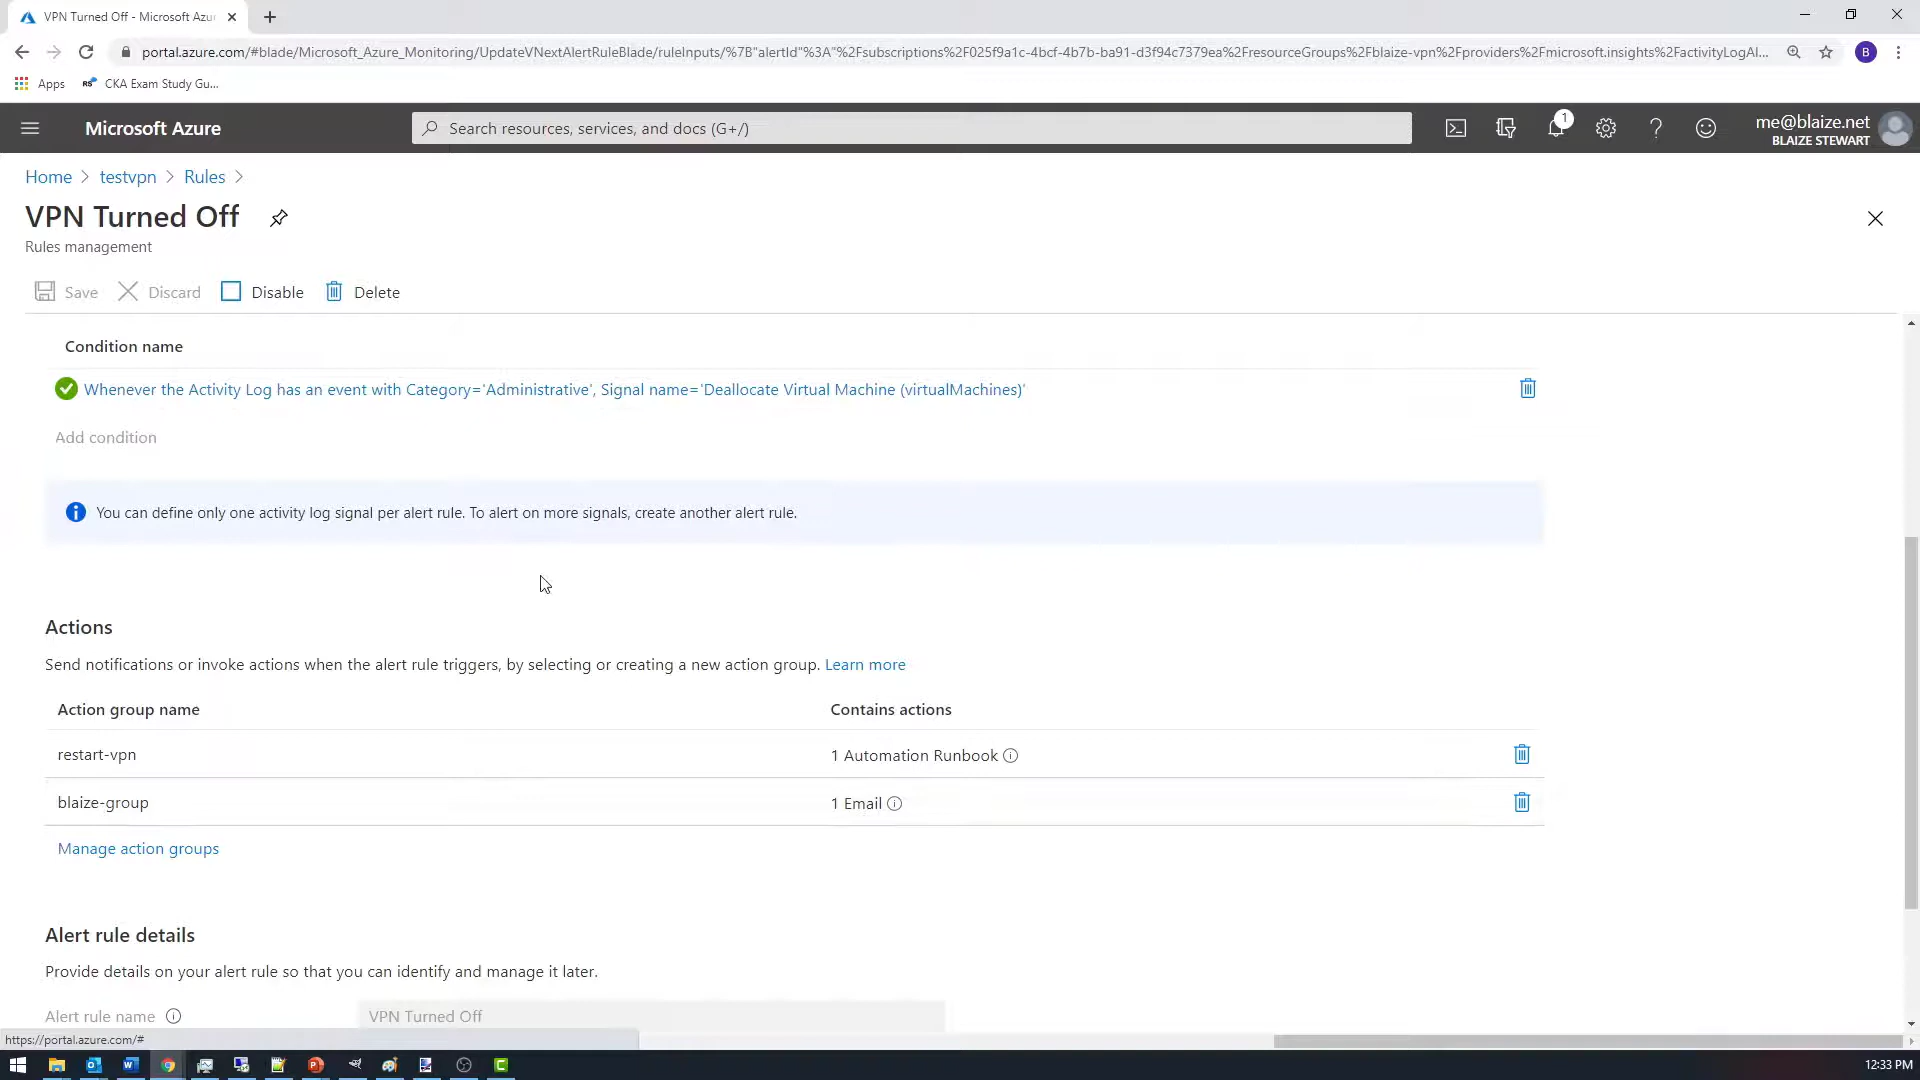 VPN Turned Off - Microsoft Azu
portal.azure.com/#blade/Microsoft_Azure_Monitoring/UpdateVNextAlertRuleBlade/ruleInputs/%7B"alertId"%3A"%2Fsubscriptions%2F025f9a1c-4bcf-4b7b-ba91-d3f94c7379ea%2FresourceGroups%2Fblaize-vpn%2Fproviders%2Fmicrosoft.insights%2FactivityLogAl...
B
Apps
RS
CKA Exam Study Gu...
Microsoft Azure
Search resources, services, and docs (G+/)
1
me@blaize.net
BLAIZE STEWART
Home > testvpn > Rules >
VPN Turned Off
Rules management
Save
Discard
Disable
Delete
Condition name
Whenever the Activity Log has an event with Category='Administrative', Signal name='Deallocate Virtual Machine (virtualMachines)'
Add condition
You can define only one activity log signal per alert rule. To alert on more signals, create another alert rule.
Actions
Send notifications or invoke actions when the alert rule triggers, by selecting or creating a new action group. Learn more
Action group name
Contains actions
restart-vpn
1 Automation Runbook
blaize-group
1 Email
Manage action groups
Alert rule details
Provide details on your alert rule so that you can identify and manage it later.
Alert rule name
VPN Turned Off
https://portal.azure.com/#
12:33 PM